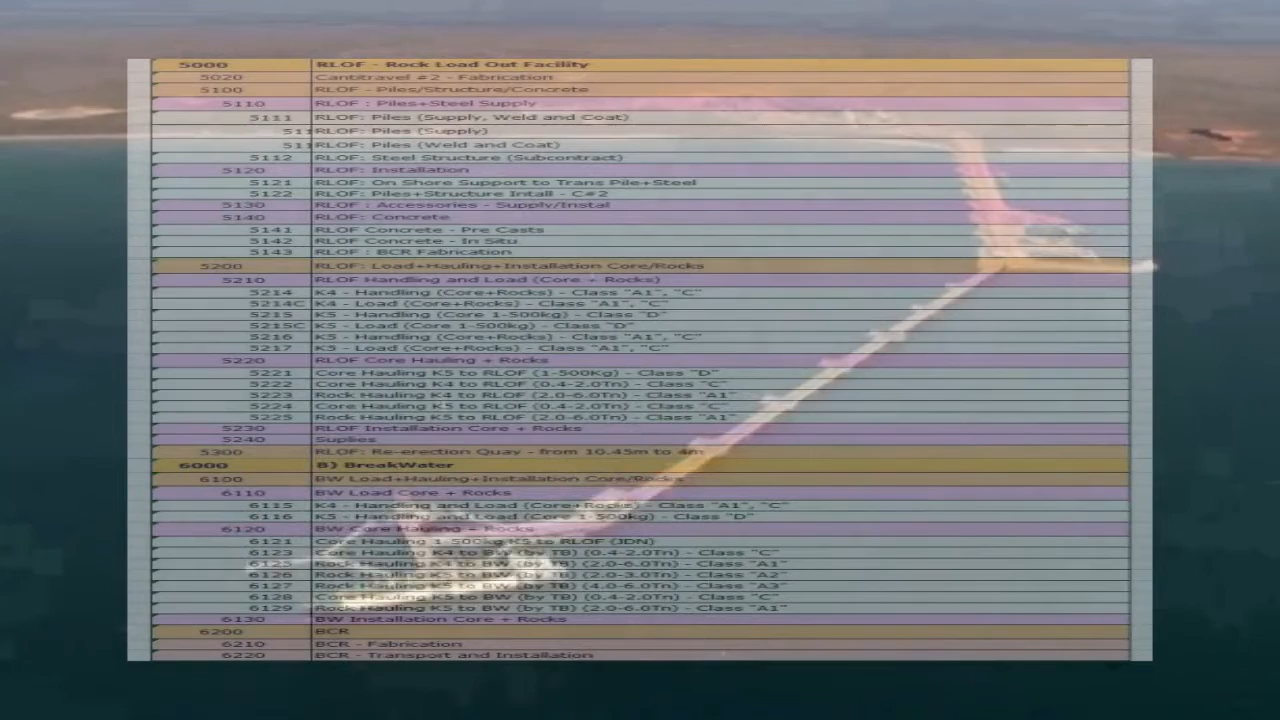 5000 RLOF - Rock Load Out Facility
5020 Cantitravel #2 - Fabrication
5100 RLOF - Piles/Structure/Concrete
5110 RLOF : Piles+Steel Supply
5111 RLOF: Piles (Supply, Weld and Coat)
511 RLOF: Piles (Supply)
511 RLOF: Piles (Weld and Coat)
5112 RLOF: Steel Structure (Subcontract)
5120 RLOF: Installation
5121 RLOF: On Shore Support to Trans Pile+Steel
5122 RLOF: Piles+Structure Intall - C#2
5130 RLOF : Accessories - Supply/Instal
5140 RLOF: Concrete
5141 RLOF Concrete - Pre Casts
5142 RLOF Concrete - In Situ
5143 RLOF : BCR Fabrication
5200 RLOF: Load+Hauling+Installation Core/Rocks
5210 RLOF Handling and Load (Core + Rocks)
5214 K4 - Handling (Core+Rocks) - Class "A1", "C"
5214C K4 - Load (Core+Rocks) - Class "A1", "C"
5215 K5 - Handling (Core 1-500kg) - Class "D"
5215C K5 - Load (Core 1-500kg) - Class "D"
5216 K5 - Handling (Core+Rocks) - Class "A1", "C"
5217 K5 - Load (Core+Rocks) - Class "A1", "C"
5220 RLOF Core Hauling + Rocks
5221 Core Hauling K5 to RLOF (1-500Kg) - Class "D"
5222 Core Hauling K4 to RLOF (0.4-2.0Tn) - Class "C"
5223 Rock Hauling K4 to RLOF (2.0-6.0Tn) - Class "A1"
5224 Core Hauling K5 to RLOF (0.4-2.0Tn) - Class "C"
5225 Rock Hauling K5 to RLOF (2.0-6.0Tn) - Class "A1"
5230 RLOF Installation Core + Rocks
5240 Suplies
5300 RLOF: Re-erection Quay - from 10.45m to 4m
6000 B) BreakWater
6100 BW Load+Hauling+Installation Core/Rocks
6110 BW Load Core + Rocks
6115 K4 - Handling and Load (Core+Rocks) - Class "A1", "C"
6116 K5 - Handling and Load (Core 1-500kg) - Class "D"
6120 BW Core Hauling + Rocks
6121 Core Hauling 1-500kg K5 to RLOF (JDN)
6123 Core Hauling K4 to BW (by TB) (0.4-2.0Tn) - Class "C"
6125 Rock Hauling K4 to BW (by TB) (2.0-6.0Tn) - Class "A1"
6126 Rock Hauling K5 to BW (by TB) (2.0-3.0Tn) - Class "A2"
6127 Rock Hauling K5 to BW (by TB) (4.0-6.0Tn) - Class "A3"
6128 Core Hauling K5 to BW (by TB) (0.4-2.0Tn) - Class "C"
6129 Rock Hauling K5 to BW (by TB) (2.0-6.0Tn) - Class "A1"
6130 BW Installation Core + Rocks
6200 BCR
6210 BCR - Fabrication
6220 BCR - Transport and Installation